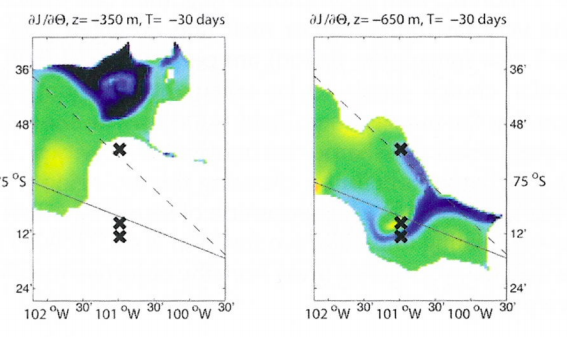 ∂J/∂Θ, z= −350 m, T= −30 days
36'
48'
5 °S
12'
24'
102 °W 30' 101 °W 30' 100 °W 30'
∂J/∂Θ, z= −650 m, T= −30 days
36'
48'
75 °S
12'
24'
102 °W 30' 101 °W 30' 100 °W 30'